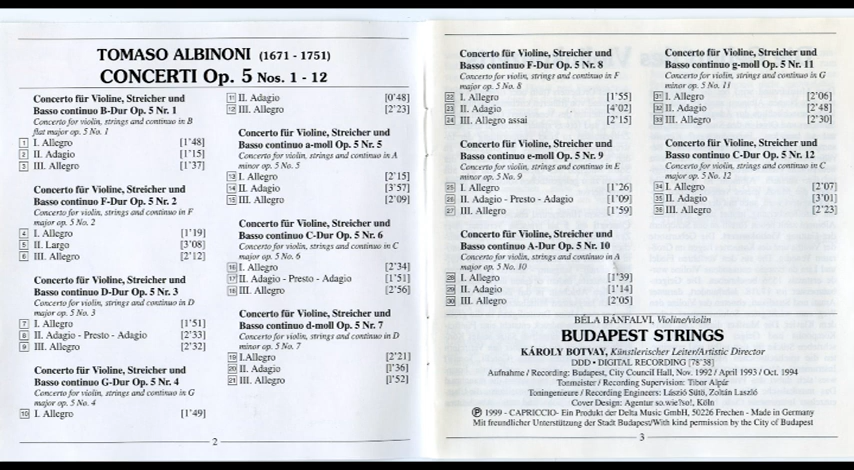 TOMASO ALBINONI (1671 - 1751)
CONCERTI Op. 5 Nos. 1 - 12
Concerto für Violine, Streicher und
Basso continuo B-Dur Op. 5 Nr. 1
Concerto for violin, strings and continuo in B
flat major op. 5 No. 1
1 I. Allegro [1'48]
2 II. Adagio [1'15]
3 III. Allegro [1'37]
Concerto für Violine, Streicher und
Basso continuo F-Dur Op. 5 Nr. 2
Concerto for violin, strings and continuo in F
major op. 5 No. 2
4 I. Allegro [1'19]
5 II. Largo [3'08]
6 III. Allegro [2'12]
Concerto für Violine, Streicher und
Basso continuo D-Dur Op. 5 Nr. 3
Concerto for violin, strings and continuo in D
major op. 5 No. 3
7 I. Allegro [1'51]
8 II. Adagio - Presto - Adagio [2'33]
9 III. Allegro [2'32]
Concerto für Violine, Streicher und
Basso continuo G-Dur Op. 5 Nr. 4
Concerto for violin, strings and continuo in G
major op. 5 No. 4
10 I. Allegro [1'49]
11 II. Adagio [0'48]
12 III. Allegro [2'23]
Concerto für Violine, Streicher und
Basso continuo a-moll Op. 5 Nr. 5
Concerto for violin, strings and continuo in A
minor op. 5 No. 5
13 I. Allegro [2'15]
14 II. Adagio [3'57]
15 III. Allegro [2'09]
Concerto für Violine, Streicher und
Basso continuo C-Dur Op. 5 Nr. 6
Concerto for violin, strings and continuo in C
major op. 5 No. 6
16 I. Allegro [2'34]
17 II. Adagio - Presto - Adagio [1'51]
18 III. Allegro [2'56]
Concerto für Violine, Streicher und
Basso continuo d-moll Op. 5 Nr. 7
Concerto for violin, strings and continuo in D
minor op. 5 No. 7
19 I.Allegro [2'21]
20 II. Adagio [1'36]
21 III. Allegro [1'52]
2
Concerto für Violine, Streicher und
Basso continuo F-Dur Op. 5 Nr. 8
Concerto for violin, strings and continuo in F
major No. 8
22 I. Allegro [1'55]
23 II. Adagio [4'02]
24 III. Allegro assai [2'15]
Concerto für Violine, Streicher und
Basso continuo e-moll Op. 5 Nr. 9
Concerto for violin, strings and continuo in E
minor No. 9
25 I. Allegro [1'26]
26 II. Adagio - Presto - Adagio [1'09]
27 III. Allegro [1'59]
Concerto für Violine, Streicher und
Basso continuo A-Dur Op. 5 Nr. 10
Concerto for violin, strings and continuo in A
major op. 5 No. 10
28 I. Allegro [1'39]
29 II. Adagio [1'14]
30 III. Allegro [2'05]
Concerto für Violine, Streicher und
Basso continuo g-moll Op. 5 Nr. 11
Concerto for violin, strings and continuo in G
minor op. 5 No. 11
31 I. Allegro [2'06]
32 II. Adagio [2'48]
33 III. Allegro [2'30]
Concerto für Violine, Streicher und
Basso continuo C-Dur Op. 5 Nr. 12
Concerto for violin, strings and continuo in C
major op. 5 No. 12
34 I. Allegro [2'07]
35 II. Adagio [3'01]
36 III. Allegro [2'23]
BÉLA BÁNFALVI, Violine/violin
BUDAPEST STRINGS
KÁROLY BOTVAY, Künstlerischer Leiter/Artistic Director
DDD • DIGITAL RECORDING [78'38]
Aufnahme / Recording: Budapest, City Council Hall, Nov. 1992 / April 1993 / Oct. 1994
Tonmeister / Recording Supervision: Tibor Alpár
Toningenieure / Recording Engineers: László Sütö, Zoltán Laszló
Cover Design: Agentur so.wie?so!, Köln
℗ 1999 - CAPRICCIO- Ein Produkt der Delta Music GmbH, 50226 Frechen - Made in Germany
Mit freundlicher Unterstützung der Stadt Budapest/With kind permission by the City of Budapest
3